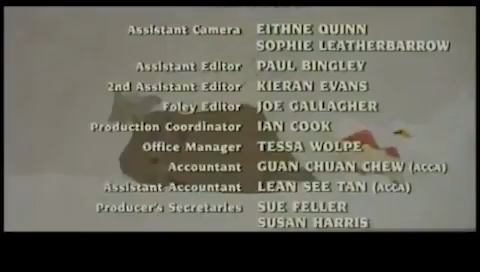 Assistant Camera EITHNE QUINN
SOPHIE LEATHERBARROW
Assistant Editor PAUL BINGLEY
2nd Assistant Editor KIERAN EVANS
Foley Editor JOE GALLAGHER
Production Coordinator IAN COOK
Office Manager TESSA WOLPE
Accountant GUAN CHUAN CHEW (ACCA)
Assistant Accountant LEAN SEE TAN (ACCA)
Producer's Secretaries SUE FELLER
SUSAN HARRIS